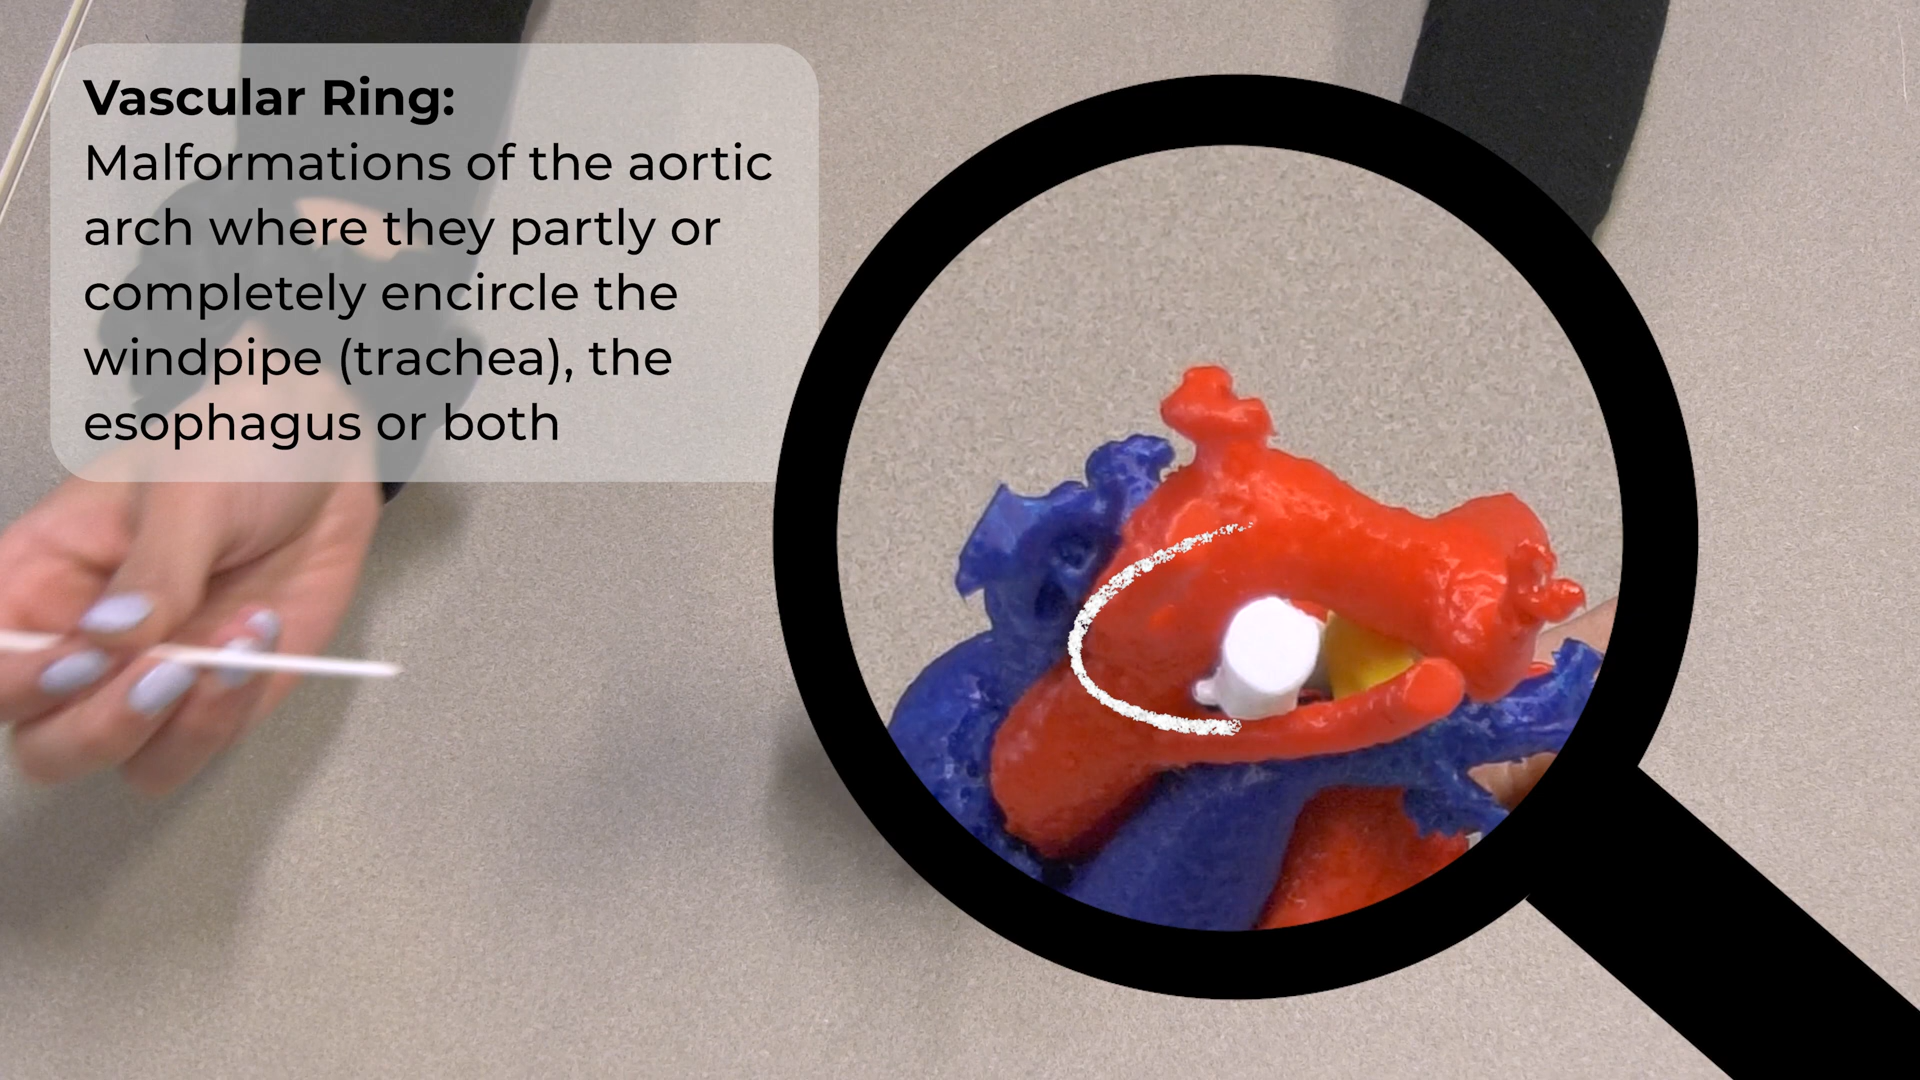 Vascular Ring:
Malformations of the aortic
arch where they partly or
completely encircle the
windpipe (trachea), the
esophagus or both